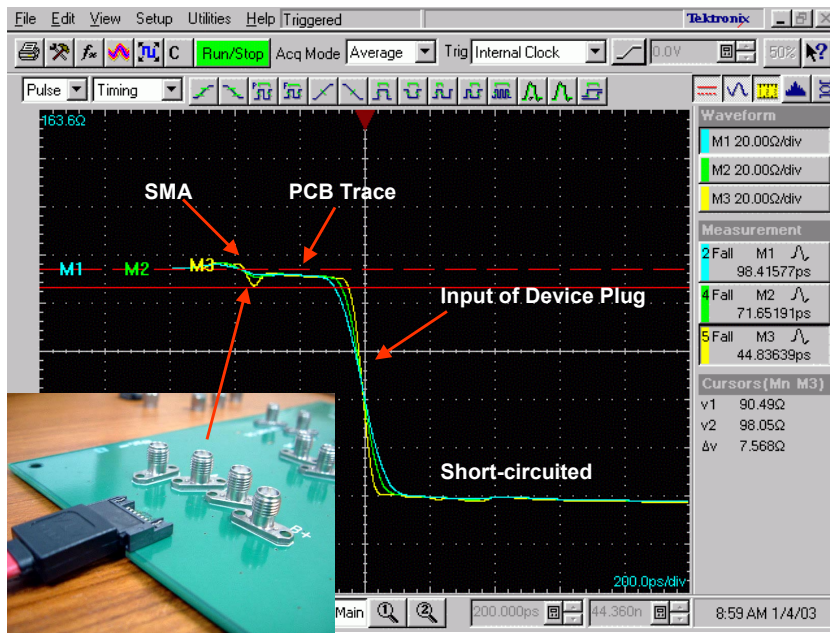 File Edit View Setup Utilities Help Triggered Tektronix
C Run/Stop Acq Mode Average Trig Internal Clock 0.0V 50%
Pulse Timing
163.6Ω
SMA PCB Trace
M1 M2 M3
Input of Device Plug
Short-circuited
200.0ps/div
B+
Waveform
M1 20.00Ω/div
M2 20.00Ω/div
M3 20.00Ω/div
Measurement
2 Fall M1
98.41577ps
4 Fall M2
71.65191ps
5 Fall M3
44.83639ps
Cursors(Mn M3)
v1 90.49Ω
v2 98.05Ω
Δv 7.568Ω
Main 1 2 200.000ps 44.360n 8:59 AM 1/4/03